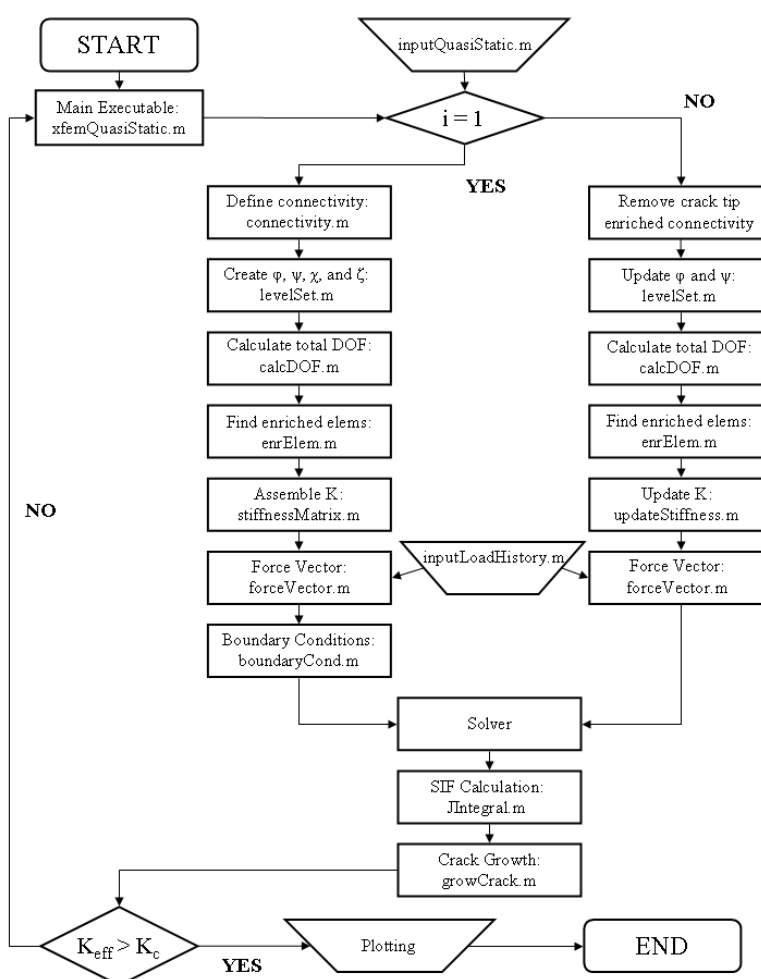 START
inputQuasiStatic.m
Main Executable:
xfemQuasiStatic.m
i = 1
NO
YES
Define connectivity:
connectivity.m
Remove crack tip
enriched connectivity
Create φ, ψ, χ, and ζ:
levelSet.m
Update φ and ψ:
levelSet.m
Calculate total DOF:
calcDOF.m
Calculate total DOF:
calcDOF.m
Find enriched elems:
enrElem.m
Find enriched elems:
enrElem.m
NO
Assemble K:
stiffnessMatrix.m
Update K:
updateStiffness.m
inputLoadHistory.m
Force Vector:
forceVector.m
Force Vector:
forceVector.m
Boundary Conditions:
boundaryCond.m
Solver
SIF Calculation:
JIntegral.m
Crack Growth:
growCrack.m
Keff > Kc
YES
Plotting
END